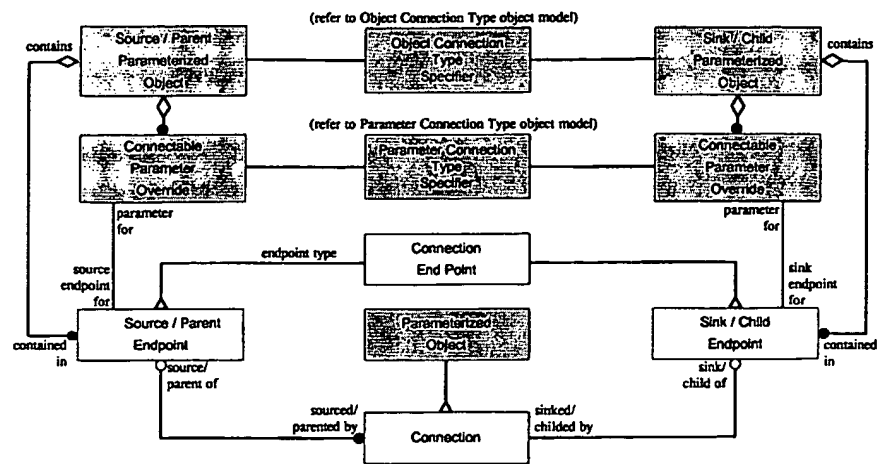 (refer to Object Connection Type object model)
contains
Source / Parent
Parameterized
Object
Object Connection
Type
Specifier
Sink / Child
Parameterized
Object
contains
(refer to Parameter Connection Type object model)
Connectable
Parameter
Override
Parameter Connection
Type
Specifier
Connectable
Parameter
Override
parameter
for
parameter
for
endpoint type
Connection
End Point
source
endpoint
for
sink
endpoint
for
Source / Parent
Endpoint
Parameterized
Object
Sink / Child
Endpoint
contained
in
contained
in
source/
parent of
sink/
child of
sourced/
parented by
Connection
sinked/
childed by